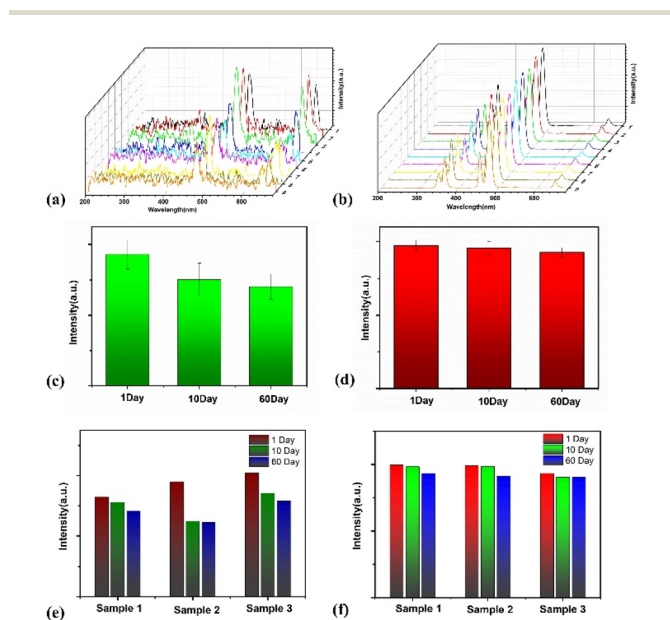 Intensity(a.u.)
200 300 400 500 600
Wavelength(nm)
(a)
Intensity(a.u.)
200 300 400 500
Wavelength(nm)
(b)
Intensity(a.u.)
1Day 10Day 60Day
(c)
Intensity(a.u.)
1Day 10Day 60Day
(d)
1 Day
10 Day
60 Day
Intensity(a.u.)
Sample 1 Sample 2 Sample 3
(e)
1 Day
10 Day
60 Day
Intensity(a.u.)
Sample 1 Sample 2 Sample 3
(f)